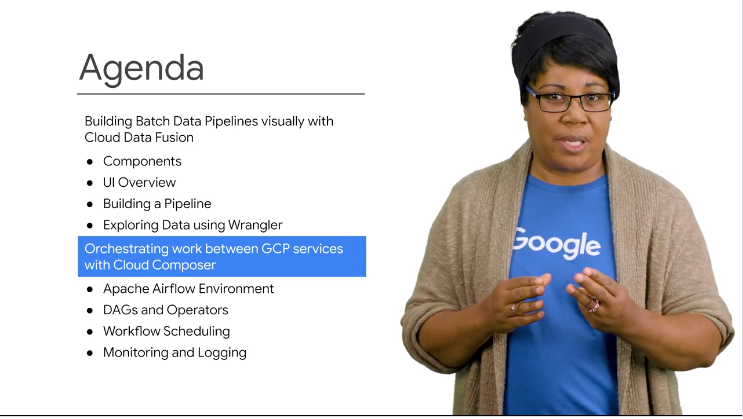 Agenda
Building Batch Data Pipelines visually with
Cloud Data Fusion
● Components
● UI Overview
● Building a Pipeline
● Exploring Data using Wrangler
Orchestrating work between GCP services
with Cloud Composer
● Apache Airflow Environment
● DAGs and Operators
● Workflow Scheduling
● Monitoring and Logging
Google